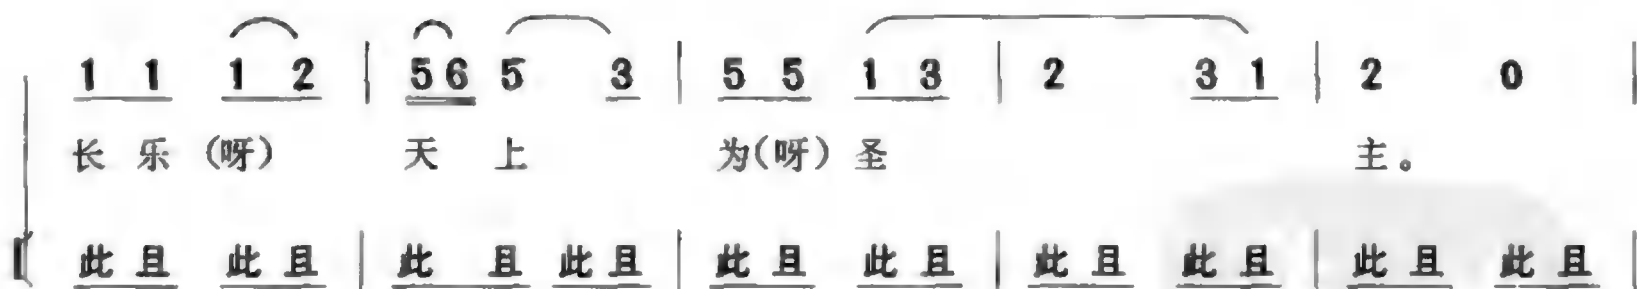 1 1 1 2 | 5 6 5 3 | 5 5 1 3 | 2 3 1 | 2 0 |
长 乐 (呀) 天 上 为(呀) 圣 主。
此 且 此 且 | 此 且 此 且 | 此 且 此 且 | 此 且 此 且 | 此 且 此 且 |